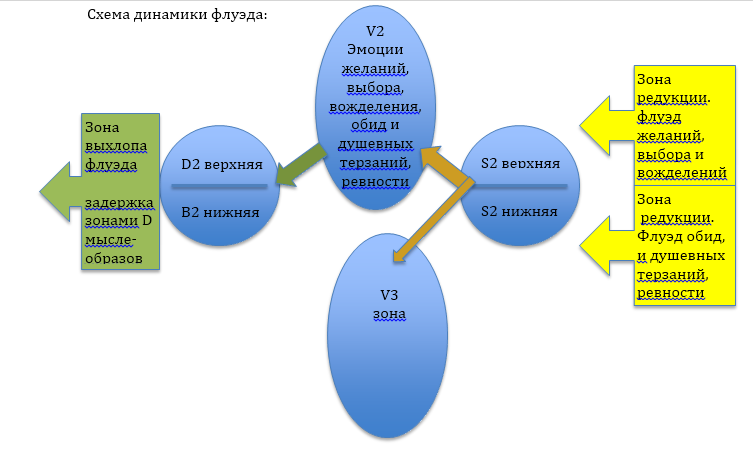 Схема динамики флуэда:
V2
Эмоции
желаний,
выбора,
вожделения,
обид и
душевных
терзаний,
ревности
Зона
выхлопа
флуэда
задержка
зонами D
мысле-
образов
D2 верхняя
B2 нижняя
S2 верхняя
S2 нижняя
V3
зона
Зона
редукции.
флуэд
желаний,
выбора и
вожделений
Зона
редукции.
Флуэд обид,
и душевных
терзаний,
ревности